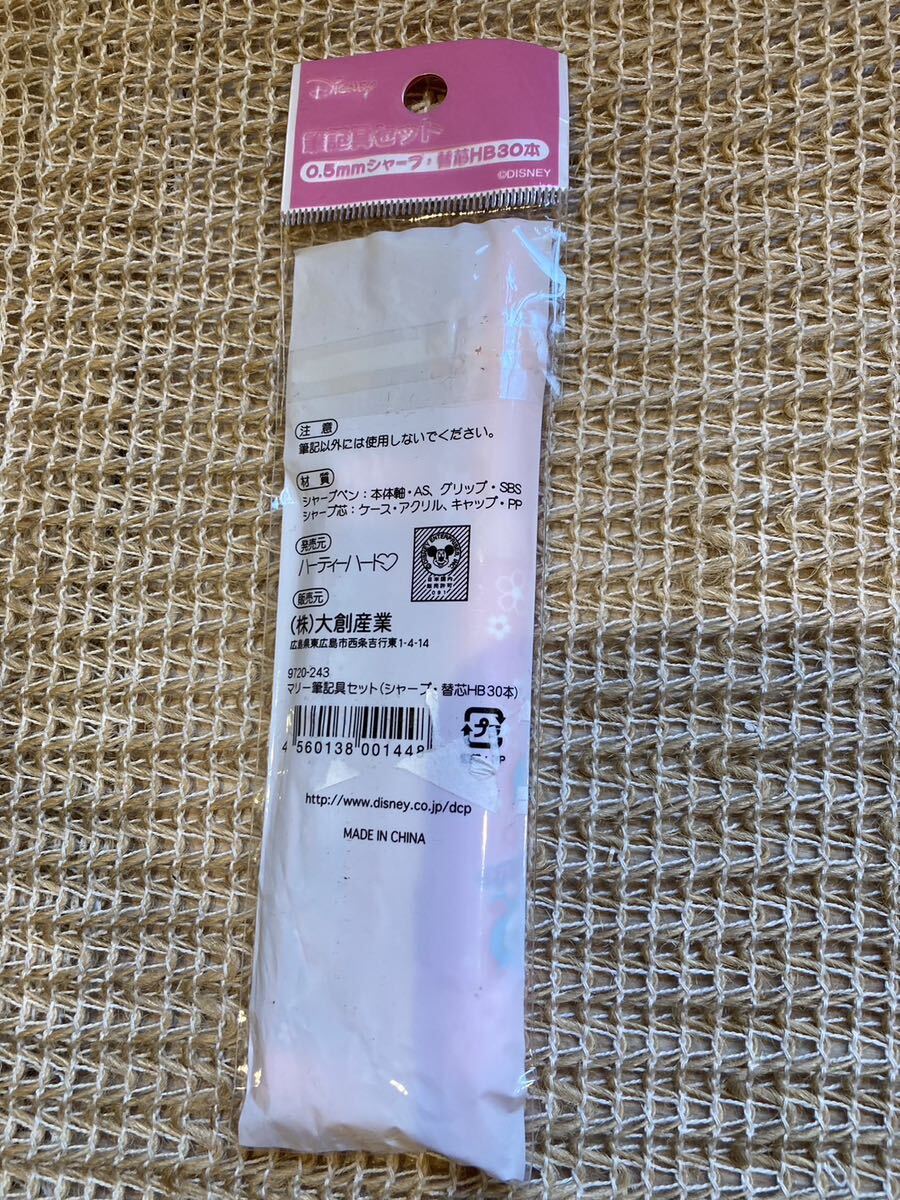 Disney
筆記具セット
0.5mmシャープ・替芯HB30本
©DISNEY
注 意
筆記以外には使用しないでください。
材 質
シャープペン：本体軸・AS、グリップ・SBS
シャープ芯：ケース・アクリル、キャップ・PP
発売元
ハーティーハード♡
販売元
(株)大創産業
広島県東広島市西条吉行東1-4-14
9720-243
マリー筆記具セット(シャープ・替芯HB30本)
4 560138 001448
プラ
http://www.disney.co.jp/dcp
MADE IN CHINA